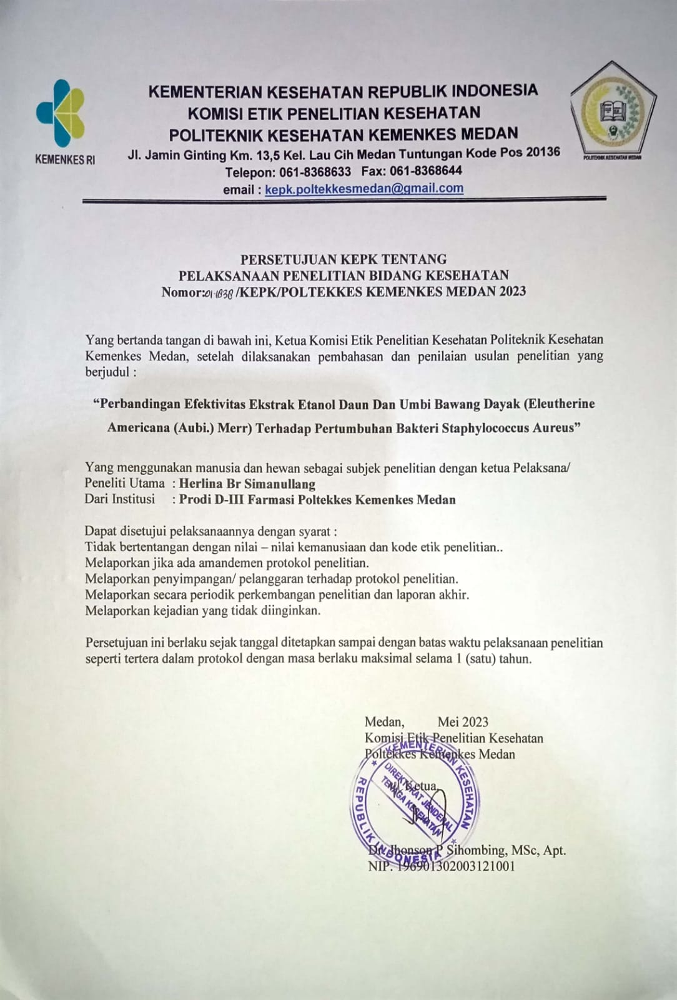 KEMENTERIAN KESEHATAN REPUBLIK INDONESIA
KOMISI ETIK PENELITIAN KESEHATAN
POLITEKNIK KESEHATAN KEMENKES MEDAN
Jl. Jamin Ginting Km. 13,5 Kel. Lau Cih Medan Tuntungan Kode Pos 20136
Telepon: 061-8368633 Fax: 061-8368644
email : kepk.poltekkesmedan@gmail.com
KEMENKES RI
POLITEKNIK KESEHATAN MEDAN
PERSETUJUAN KEPK TENTANG
PELAKSANAAN PENELITIAN BIDANG KESEHATAN
Nomor: /KEPK/POLTEKKES KEMENKES MEDAN 2023
Yang bertanda tangan di bawah ini, Ketua Komisi Etik Penelitian Kesehatan Politeknik Kesehatan
Kemenkes Medan, setelah dilaksanakan pembahasan dan penilaian usulan penelitian yang
berjudul :
“Perbandingan Efektivitas Ekstrak Etanol Daun Dan Umbi Bawang Dayak (Eleutherine
Americana (Aubi.) Merr) Terhadap Pertumbuhan Bakteri Staphylococcus Aureus”
Yang menggunakan manusia dan hewan sebagai subjek penelitian dengan ketua Pelaksana/
Peneliti Utama : Herlina Br Simanullang
Dari Institusi : Prodi D-III Farmasi Poltekkes Kemenkes Medan
Dapat disetujui pelaksanaannya dengan syarat :
Tidak bertentangan dengan nilai – nilai kemanusiaan dan kode etik penelitian..
Melaporkan jika ada amandemen protokol penelitian.
Melaporkan penyimpangan/ pelanggaran terhadap protokol penelitian.
Melaporkan secara periodik perkembangan penelitian dan laporan akhir.
Melaporkan kejadian yang tidak diinginkan.
Persetujuan ini berlaku sejak tanggal ditetapkan sampai dengan batas waktu pelaksanaan penelitian
seperti tertera dalam protokol dengan masa berlaku maksimal selama 1 (satu) tahun.
Medan, Mei 2023
Komisi Etik Penelitian Kesehatan
Poltekkes Kemenkes Medan
Ketua,
KEMENTERIAN KESEHATAN
DIREKTORAT JENDERAL
TENAGA KESEHATAN
REPUBLIK INDONESIA
Dr. Jhonson P Sihombing, MSc, Apt.
NIP. 196901302003121001